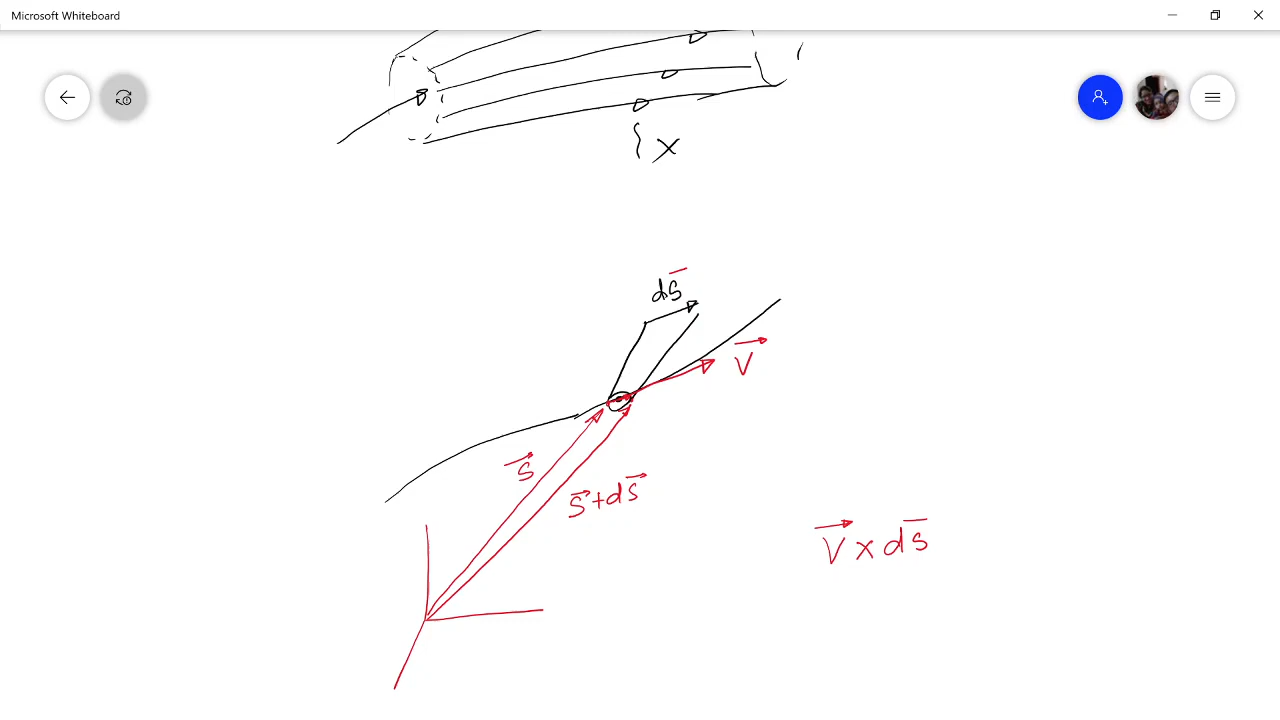 Microsoft Whiteboard
{ x
ds̅
V⃗
s⃗
s⃗+ds⃗
V⃗ x ds̅